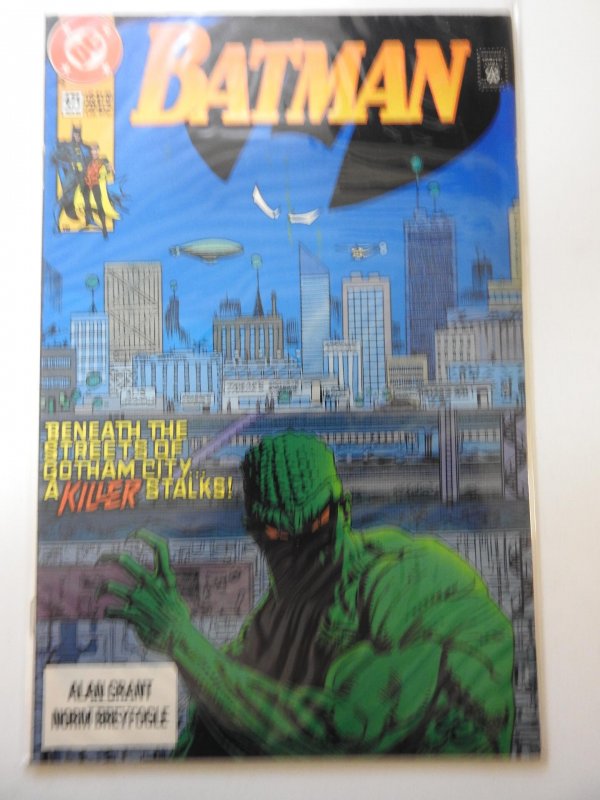 DC
BATMAN
BENEATH THE
STREETS OF
GOTHAM CITY...
A KILLER STALKS!
ALAN GRANT
NORM BREYFOGLE